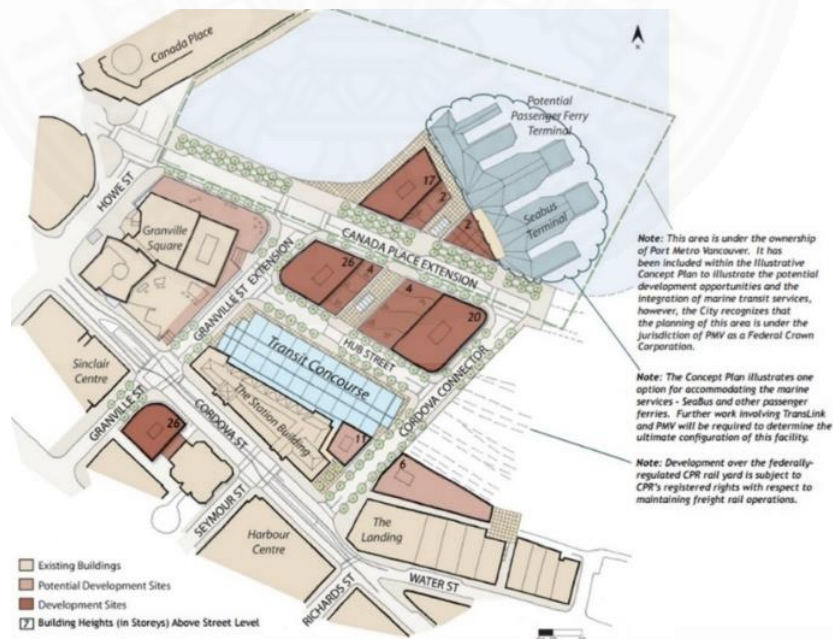 Canada Place
N
Potential
Passenger Ferry
Terminal
Seabus
Terminal
HOWE ST
17
2
2
Granville
Square
GRANVILLE ST EXTENSION
CANADA PLACE EXTENSION
26
4
4
20
HUB STREET
Transit Concourse
The Station Building
CORDOVA CONNECTOR
11
Sinclair
Centre
GRANVILLE ST
CORDOVA ST
26
6
SEYMOUR ST
The
Landing
Harbour
Centre
RICHARDS ST
WATER ST
Note: This area is under the ownership
of Port Metro Vancouver. It has
been included within the Illustrative
Concept Plan to illustrate the potential
development opportunities and the
integration of marine transit services,
however, the City recognizes that
the planning of this area is under the
jurisdiction of PMV as a Federal Crown
Corporation.
Note: The Concept Plan illustrates one
option for accommodating the marine
services - SeaBus and other passenger
ferries. Further work involving TransLink
and PMV will be required to determine the
ultimate configuration of this facility.
Note: Development over the federally-
regulated CPR rail yard is subject to
CPR's registered rights with respect to
maintaining freight rail operations.
Existing Buildings
Potential Development Sites
Development Sites
7 Building Heights (in Storeys) Above Street Level